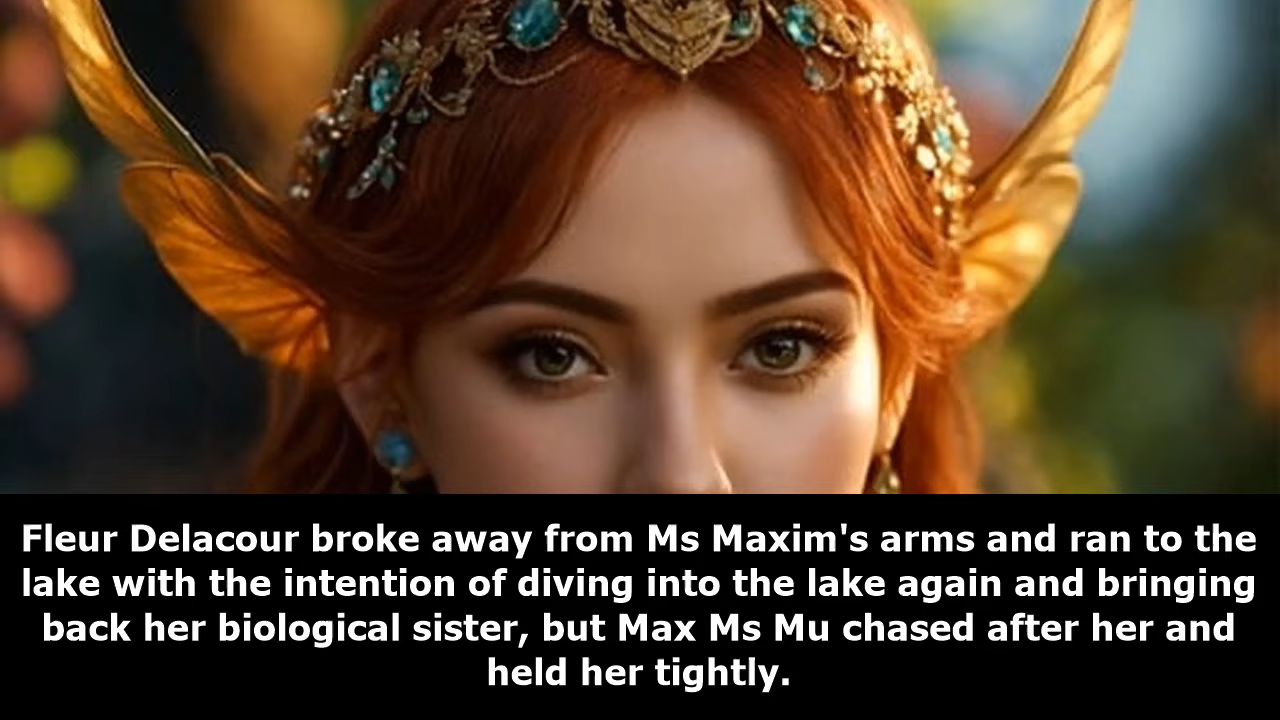 Fleur Delacour broke away from Ms Maxim's arms and ran to the
lake with the intention of diving into the lake again and bringing
back her biological sister, but Max Ms Mu chased after her and
held her tightly.